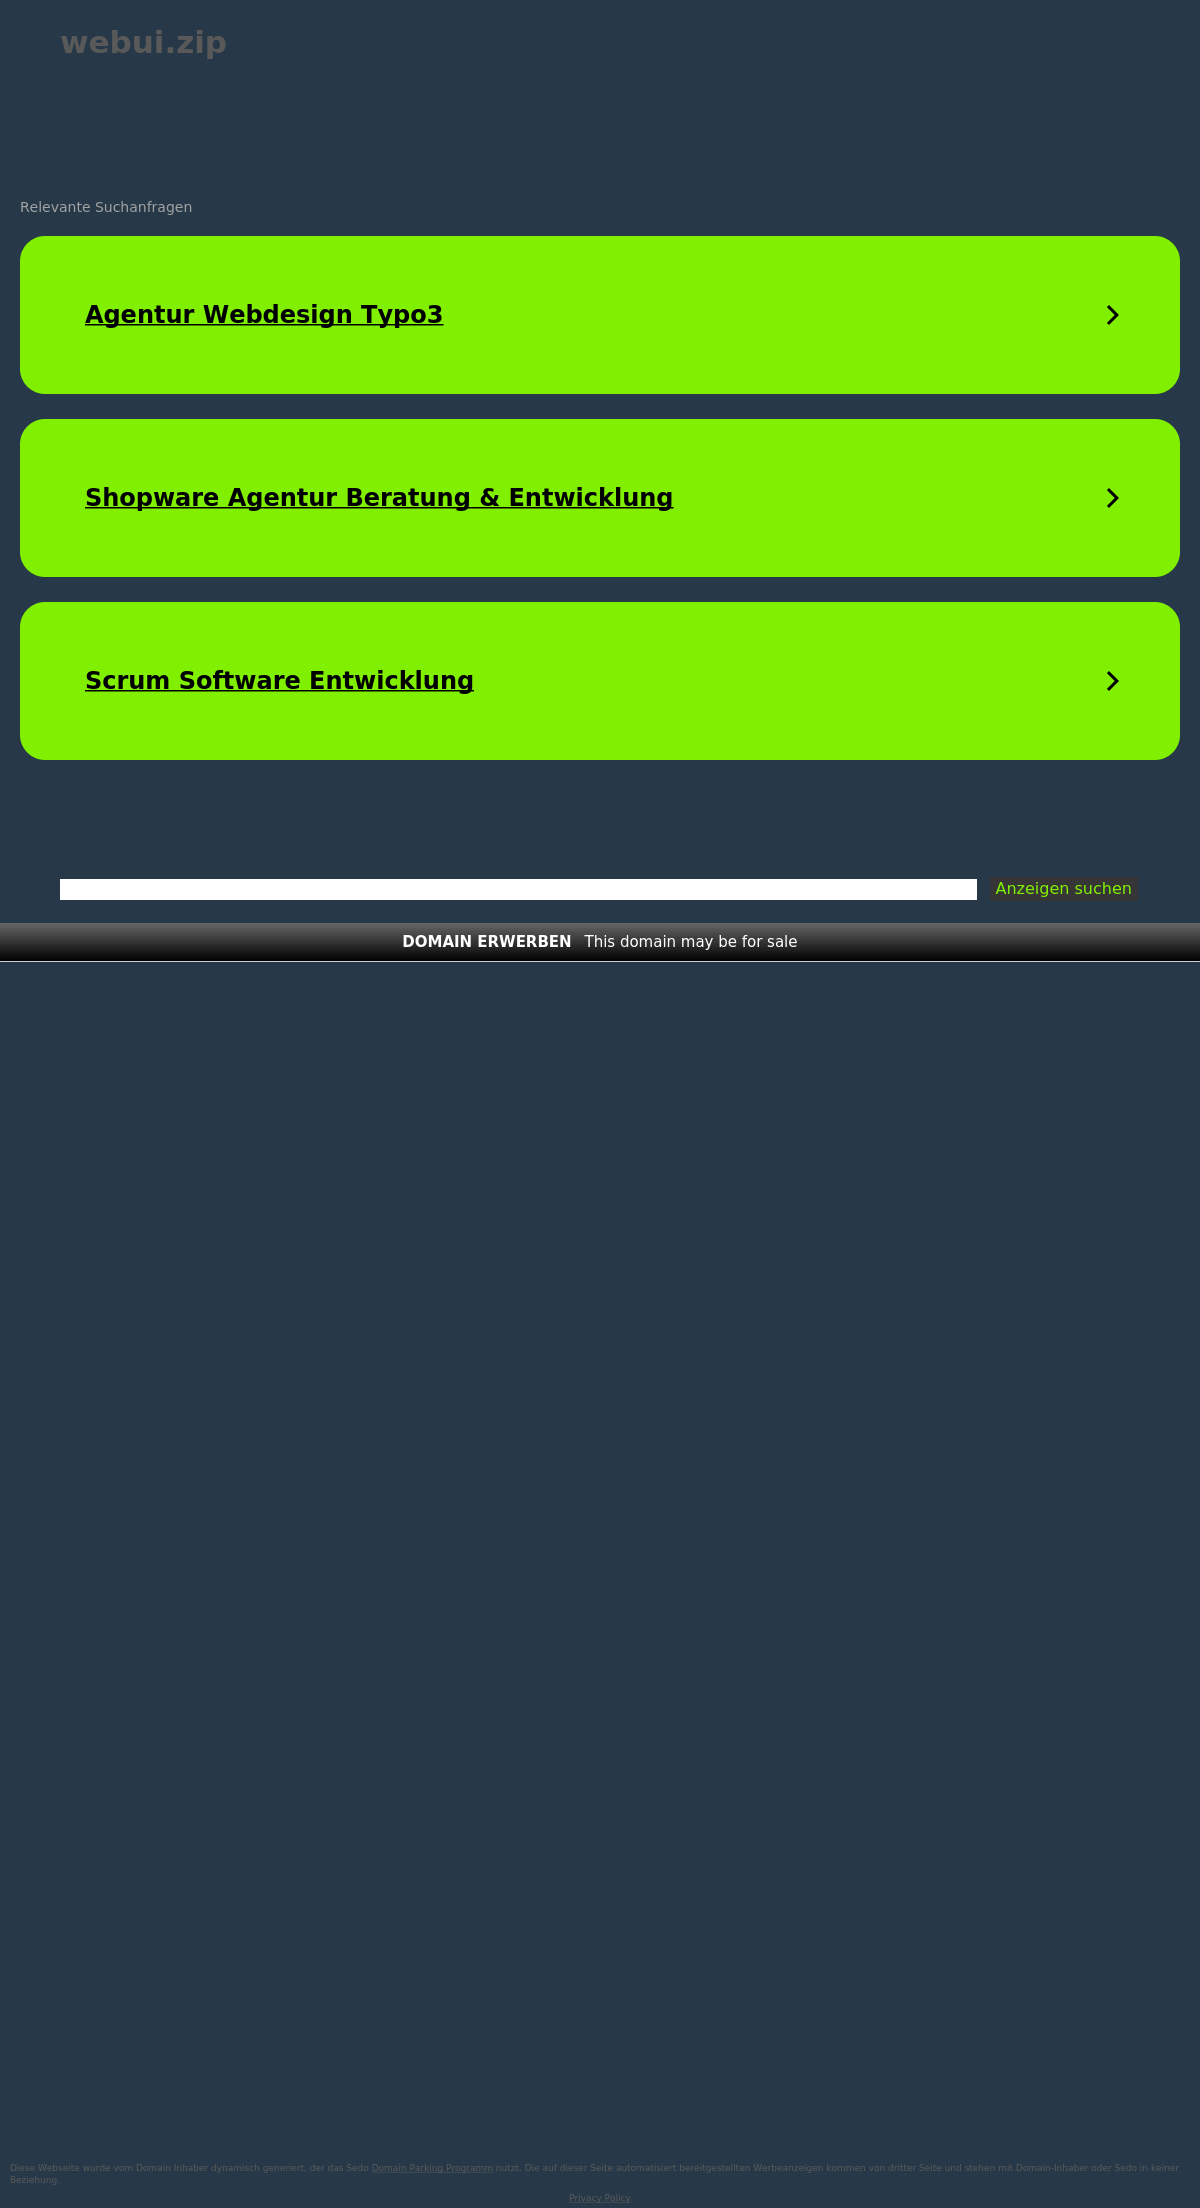 webui.zip
Relevante Suchanfragen
Agentur Webdesign Typo3
Shopware Agentur Beratung & Entwicklung
Scrum Software Entwicklung
Anzeigen suchen
DOMAIN ERWERBEN This domain may be for sale
Diese Webseite wurde vom Domain Inhaber dynamisch generiert, der das Sedo Domain Parking Programm nutzt. Die auf dieser Seite automatisiert bereitgestellten Werbeanzeigen kommen von dritter Seite und stehen mit Domain-Inhaber oder Sedo in keiner
Beziehung.
Privacy Policy